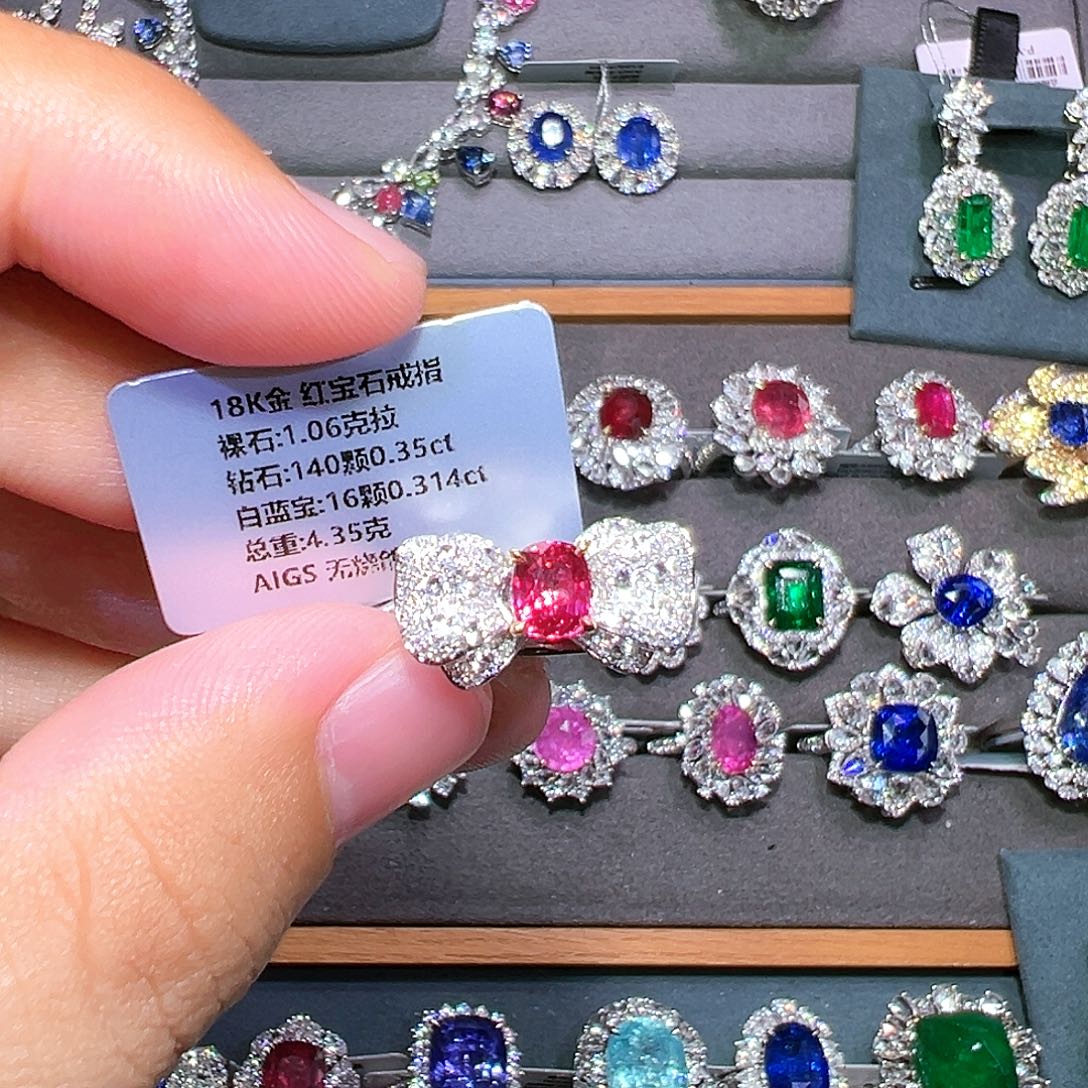 18K金 红宝石戒指
裸石:1.06克拉
钻石:140颗0.35ct
白蓝宝:16颗0.314ct
总重:4.35克
AIGS 无烧